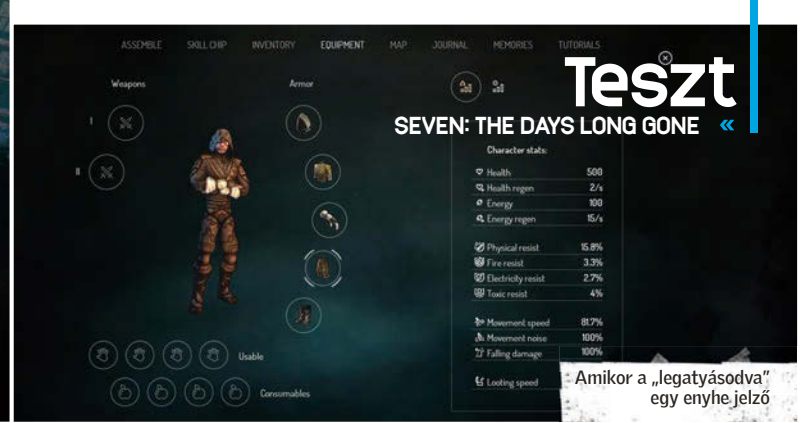 ASSEMBLE SKILL CHIP INVENTORY EQUIPMENT MAP JOURNAL MEMORIES TUTORIALS
Teszt
SEVEN: THE DAYS LONG GONE «
Weapons
Armor
I
II
Usable
Consumables
Character stats:
Health 500
Health regen 2/s
Energy 100
Energy regen 15/s
Physical resist 15.8%
Fire resist 3.3%
Electricity resist 2.7%
Toxic resist 4%
Movement speed 81.7%
Movement noise 100%
Falling damage 100%
Looting speed
Amikor a „legatyásodva”
egy enyhe jelző